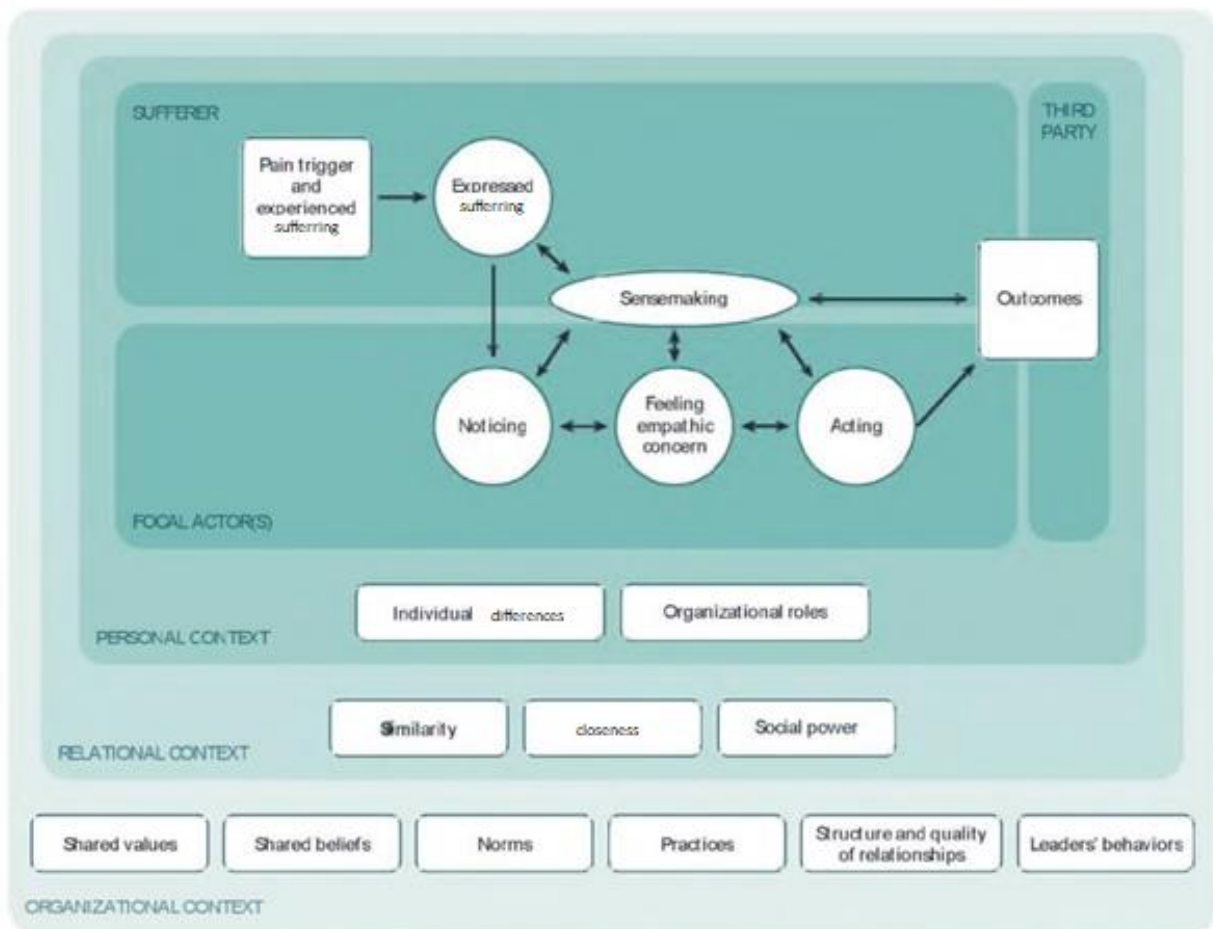 SUFFERER
THIRD
PARTY
Pain trigger
and
experienced
sufferring
Expressed
sufferring
Sensemaking
Outcomes
Noticing
Feeling
empathic
concern
Acting
FOCAL ACTOR(S)
Individual differences
Organizational roles
PERSONAL CONTEXT
Similarity
closeness
Social power
RELATIONAL CONTEXT
Shared values
Shared beliefs
Norms
Practices
Structure and quality
of relationships
Leaders' behaviors
ORGANIZATIONAL CONTEXT